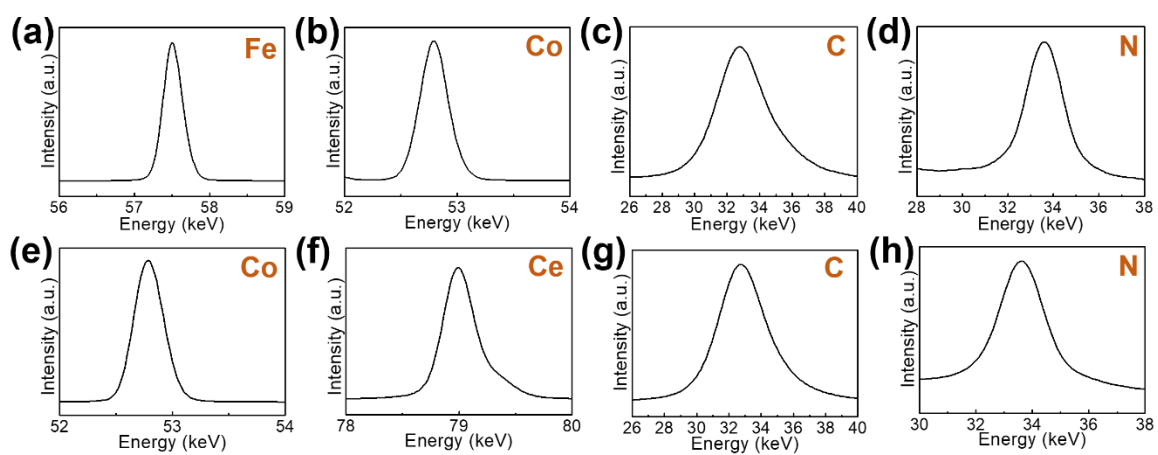 (a) Fe
Intensity (a.u.)
56 57 58 59
Energy (keV)
(b) Co
Intensity (a.u.)
52 53 54
Energy (keV)
(c) C
Intensity (a.u.)
26 28 30 32 34 36 38 40
Energy (keV)
(d) N
Intensity (a.u.)
28 30 32 34 36 38
Energy (keV)
(e) Co
Intensity (a.u.)
52 53 54
Energy (keV)
(f) Ce
Intensity (a.u.)
78 79 80
Energy (keV)
(g) C
Intensity (a.u.)
26 28 30 32 34 36 38 40
Energy (keV)
(h) N
Intensity (a.u.)
30 32 34 36 38
Energy (keV)